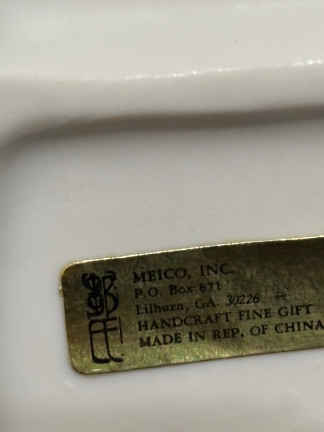 MEICO, INC.
P.O. Box 671
Lilburn, GA. 30226
HANDCRAFT FINE GIFT
MADE IN REP. OF CHINA